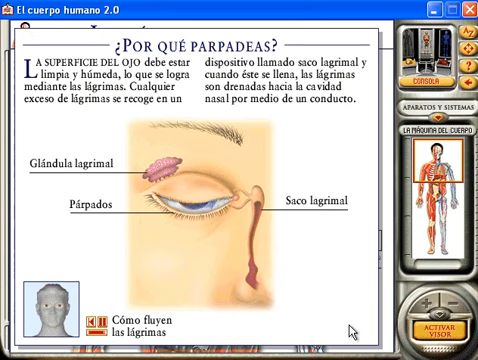 El cuerpo humano 2.0
¿POR QUÉ PARPADEAS?
LA SUPERFICIE DEL OJO debe estar
limpia y húmeda, lo que se logra
mediante las lágrimas. Cualquier
exceso de lágrimas se recoge en un
dispositivo llamado saco lagrimal y
cuando éste se llena, las lágrimas
son drenadas hacia la cavidad
nasal por medio de un conducto.
Glándula lagrimal
Párpados
Saco lagrimal
Cómo fluyen
las lágrimas
CONSOLA
?
APARATOS Y SISTEMAS
LA MÁQUINA DEL CUERPO
ACTIVAR
VISOR